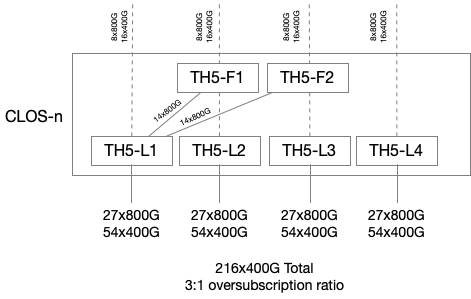 8x800G
16x400G
8x800G
16x400G
8x800G
16x400G
8x800G
16x400G
TH5-F1
TH5-F2
CLOS-n
14x800G
14x800G
TH5-L1
TH5-L2
TH5-L3
TH5-L4
27x800G
54x400G
27x800G
54x400G
27x800G
54x400G
27x800G
54x400G
216x400G Total
3:1 oversubscription ratio